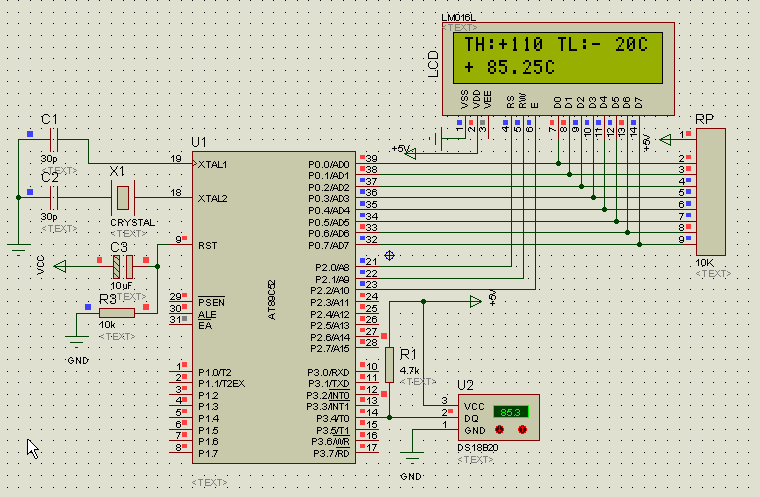 LM016L
<TEXT>
LCD
TH:+110 TL:- 20C
+ 85.25C
VSS VDD VEE RS RW E D0 D1 D2 D3 D4 D5 D6 D7
1 2 3 4 5 6 7 8 9 10 11 12 13 14
+5V
+5V
RP
1
2
3
4
5
6
7
8
9
10K
<TEXT>
C1
30p
<TEXT>
C2
30p
<TEXT>
X1
CRYSTAL
<TEXT>
C3
10uF
<TEXT>
VCC
R3
10k
<TEXT>
GND
U1
AT89C52
19 XTAL1
18 XTAL2
9 RST
29 PSEN
30 ALE
31 EA
1 P1.0/T2
2 P1.1/T2EX
3 P1.2
4 P1.3
5 P1.4
6 P1.5
7 P1.6
8 P1.7
P0.0/AD0 39
P0.1/AD1 38
P0.2/AD2 37
P0.3/AD3 36
P0.4/AD4 35
P0.5/AD5 34
P0.6/AD6 33
P0.7/AD7 32
P2.0/A8 21
P2.1/A9 22
P2.2/A10 23
P2.3/A11 24
P2.4/A12 25
P2.5/A13 26
P2.6/A14 27
P2.7/A15 28
P3.0/RXD 10
P3.1/TXD 11
P3.2/INT0 12
P3.3/INT1 13
P3.4/T0 14
P3.5/T1 15
P3.6/WR 16
P3.7/RD 17
<TEXT>
+5V
R1
4.7k
<TEXT>
U2
3 VCC
2 DQ
1 GND
85.3
DS18B20
<TEXT>
GND